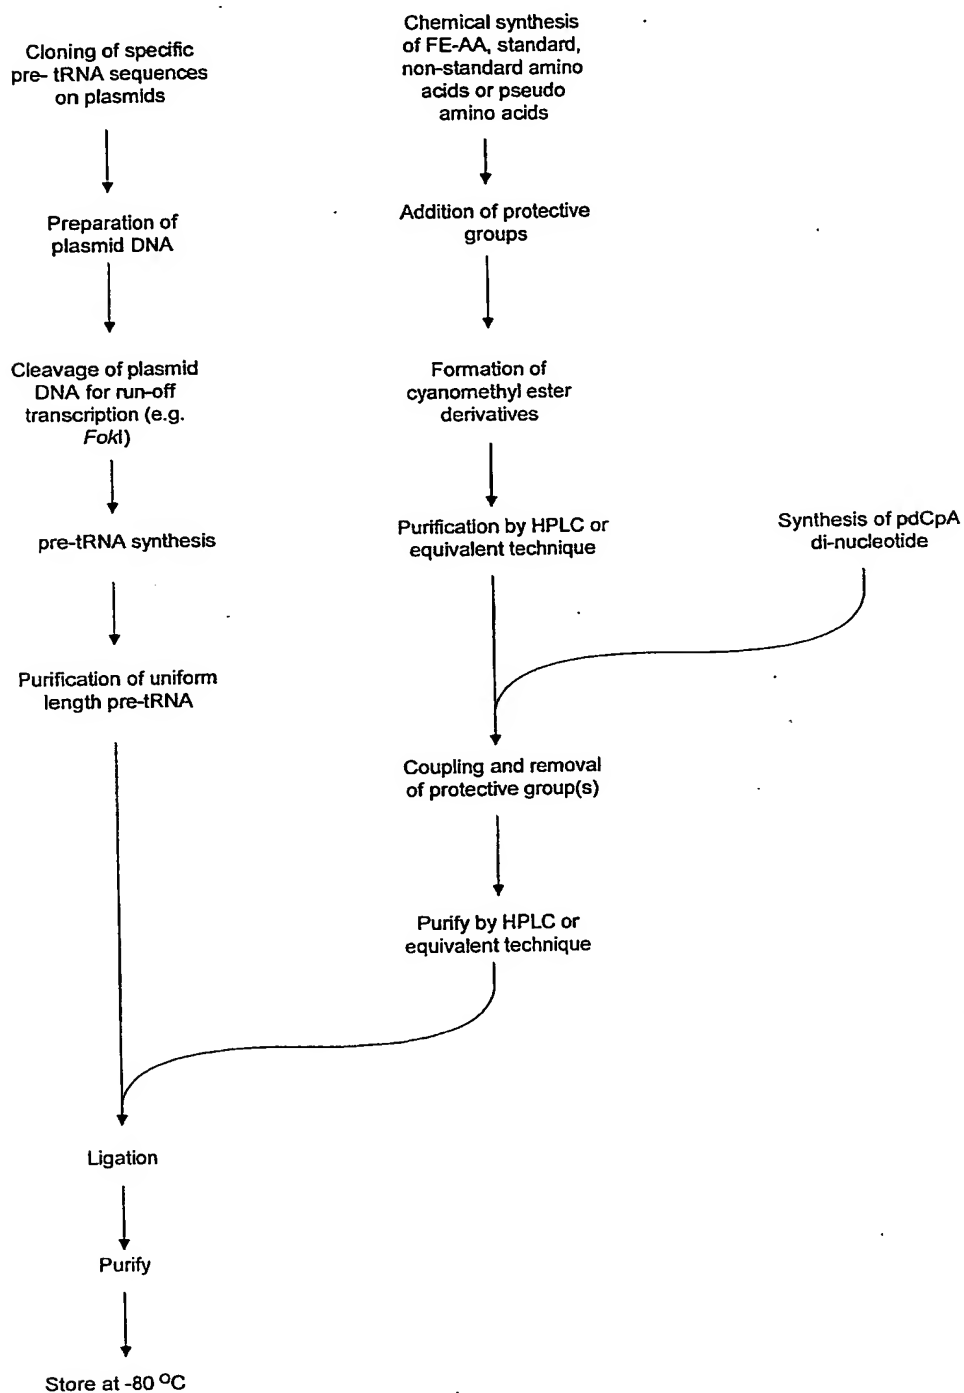 Cloning of specific
pre- tRNA sequences
on plasmids
Preparation of
plasmid DNA
Cleavage of plasmid
DNA for run-off
transcription (e.g.
FokI)
pre-tRNA synthesis
Purification of uniform
length pre-tRNA
Chemical synthesis
of FE-AA, standard,
non-standard amino
acids or pseudo
amino acids
Addition of protective
groups
Formation of
cyanomethyl ester
derivatives
Purification by HPLC or
equivalent technique
Synthesis of pdCpA
di-nucleotide
Coupling and removal
of protective group(s)
Purify by HPLC or
equivalent technique
Ligation
Purify
Store at -80 °C